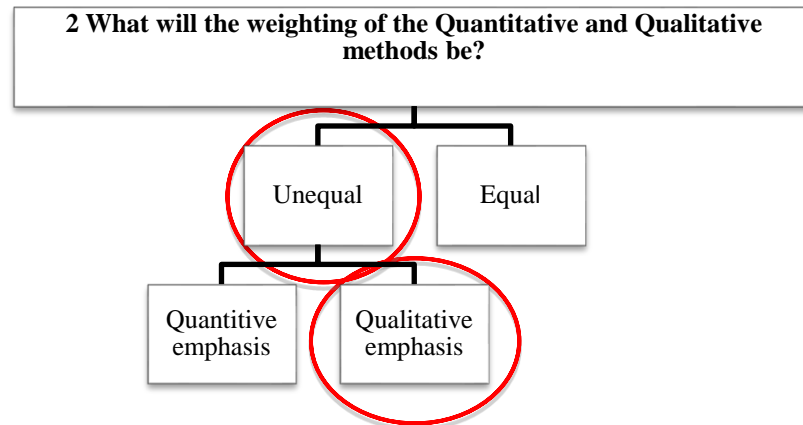 2 What will the weighting of the Quantitative and Qualitative
methods be?
Unequal
Equal
Quantitive
emphasis
Qualitative
emphasis